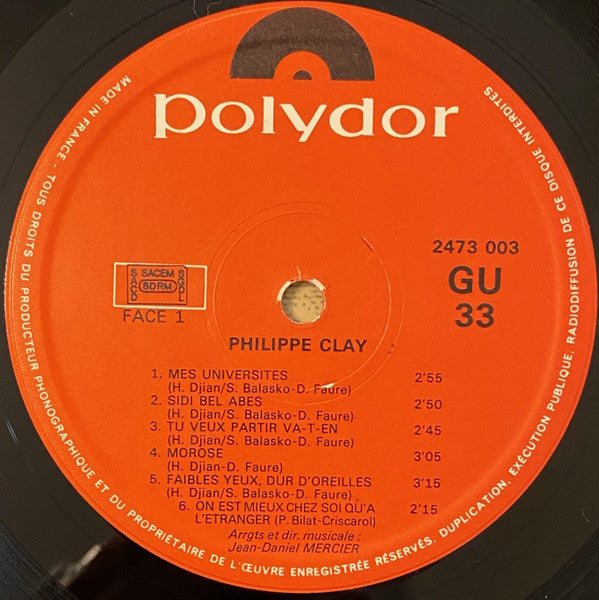 polydor
MADE IN FRANCE - TOUS DROITS DU PRODUCTEUR PHONOGRAPHIQUE ET DU PROPRIÉTAIRE DE L'ŒUVRE ENREGISTRÉE RÉSERVÉS. DUPLICATION, EXÉCUTION PUBLIQUE, RADIODIFFUSION DE CE DISQUE INTERDITES
2473 003
GU
33
SACD SACEM SDRM SGDL
FACE 1
PHILIPPE CLAY
1. MES UNIVERSITES 2'55
(H. Djian/S. Balasko-D. Faure)
2. SIDI BEL ABES 2'50
(H. Djian/S. Balasko-D. Faure)
3. TU VEUX PARTIR VA-T-EN 2'45
(H. Djian/S. Balasko-D. Faure)
4. MOROSE 3'05
(H. Djian-D. Faure)
5. FAIBLES YEUX, DUR D'OREILLES 3'15
(H. Djian/S. Balasko-D. Faure)
6. ON EST MIEUX CHEZ SOI QU'A
L'ETRANGER (P. Bilat-Criscarol) 2'15
Arrgts et dir. musicale :
Jean-Daniel MERCIER